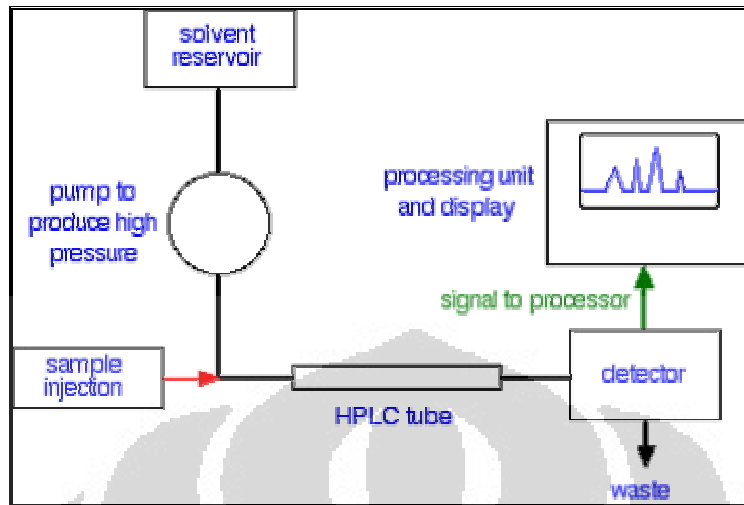 solvent
reservoir
pump to
produce high
pressure
processing unit
and display
signal to processor
sample
injection
HPLC tube
detector
waste